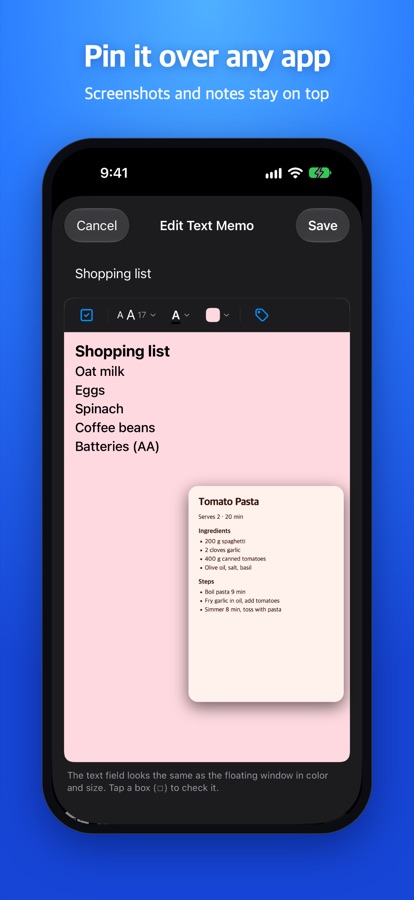 Pin it over any app
Screenshots and notes stay on top
9:41
Cancel
Edit Text Memo
Save
Shopping list
A A 17
A
Shopping list
Oat milk
Eggs
Spinach
Coffee beans
Batteries (AA)
Tomato Pasta
Serves 2 · 20 min
Ingredients
• 200 g spaghetti
• 2 cloves garlic
• 400 g canned tomatoes
• Olive oil, salt, basil
Steps
• Boil pasta 9 min
• Fry garlic in oil, add tomatoes
• Simmer 8 min, toss with pasta
The text field looks the same as the floating window in color
and size. Tap a box (□) to check it.